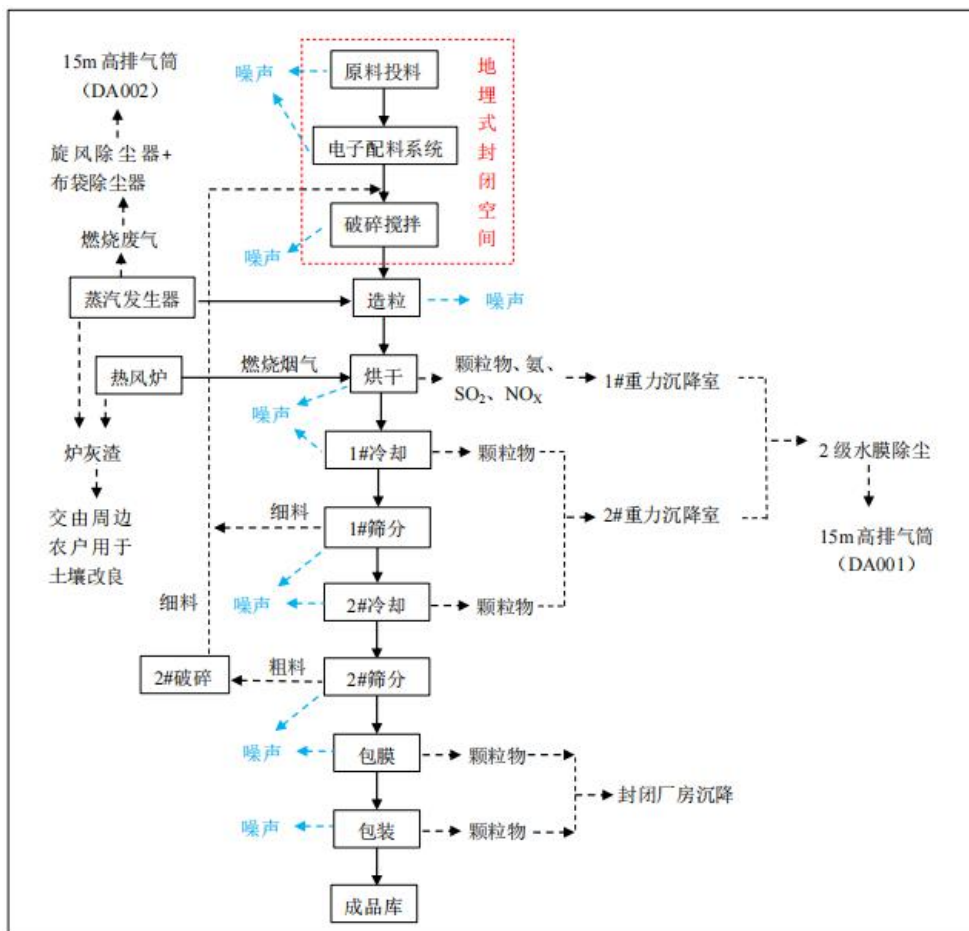 15m 高排气筒
（DA002）
噪声
原料投料
地埋式封闭空间
旋风除尘器+
布袋除尘器
电子配料系统
破碎搅拌
燃烧废气
噪声
蒸汽发生器
造粒
噪声
热风炉
燃烧烟气
烘干
颗粒物、氨、
SO₂、NOX
1#重力沉降室
噪声
炉灰渣
1#冷却
颗粒物
2级水膜除尘
交由周边
农户用于
土壤改良
细料
1#筛分
2#重力沉降室
15m 高排气筒
（DA001）
细料
噪声
2#冷却
颗粒物
2#破碎
粗料
2#筛分
噪声
包膜
颗粒物
封闭厂房沉降
噪声
包装
颗粒物
成品库